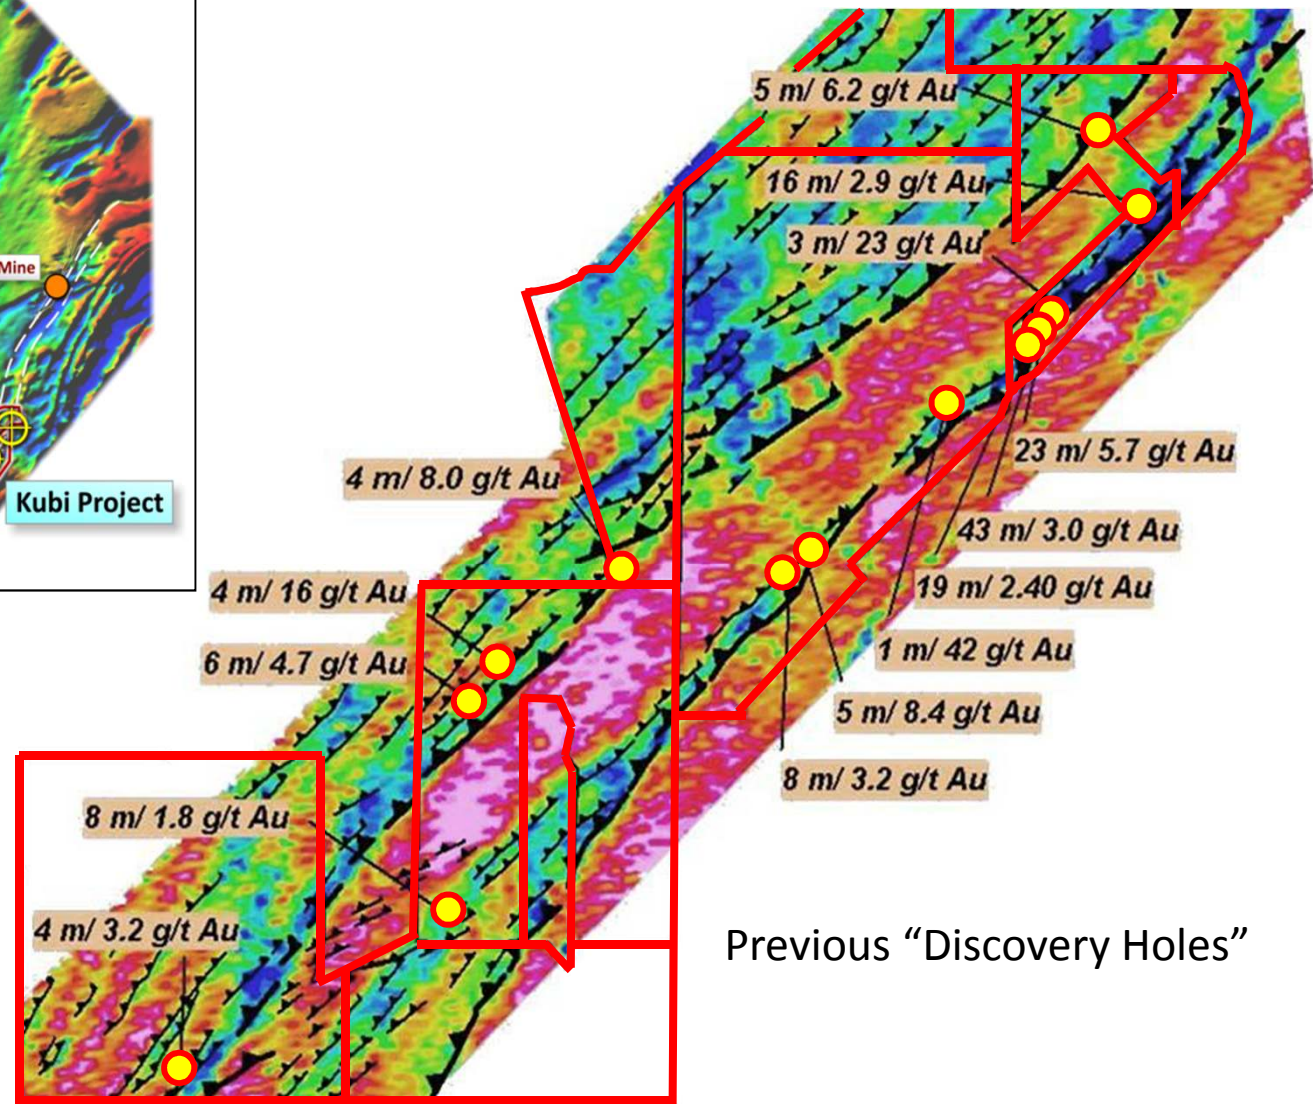 5 m/ 6.2 g/t Au
16 m/ 2.9 g/t Au
3 m/ 23 g/t Au
Mine
Kubi Project
23 m/ 5.7 g/t Au
4 m/ 8.0 g/t Au
43 m/ 3.0 g/t Au
19 m/ 2.40 g/t Au
4 m/ 16 g/t Au
1 m/ 42 g/t Au
6 m/ 4.7 g/t Au
5 m/ 8.4 g/t Au
8 m/ 3.2 g/t Au
8 m/ 1.8 g/t Au
4 m/ 3.2 g/t Au
Previous “Discovery Holes”